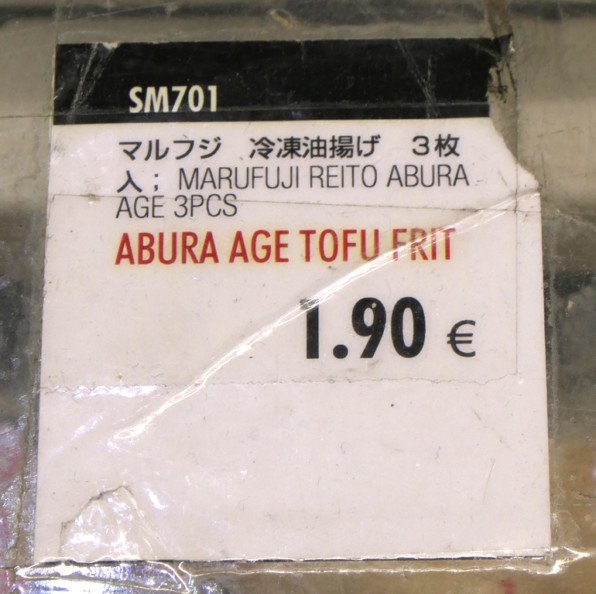 SM701
マルフジ　冷凍油揚げ　３枚
入； MARUFUJI REITO ABURA
AGE 3PCS
ABURA AGE TOFU FRIT
1.90 €